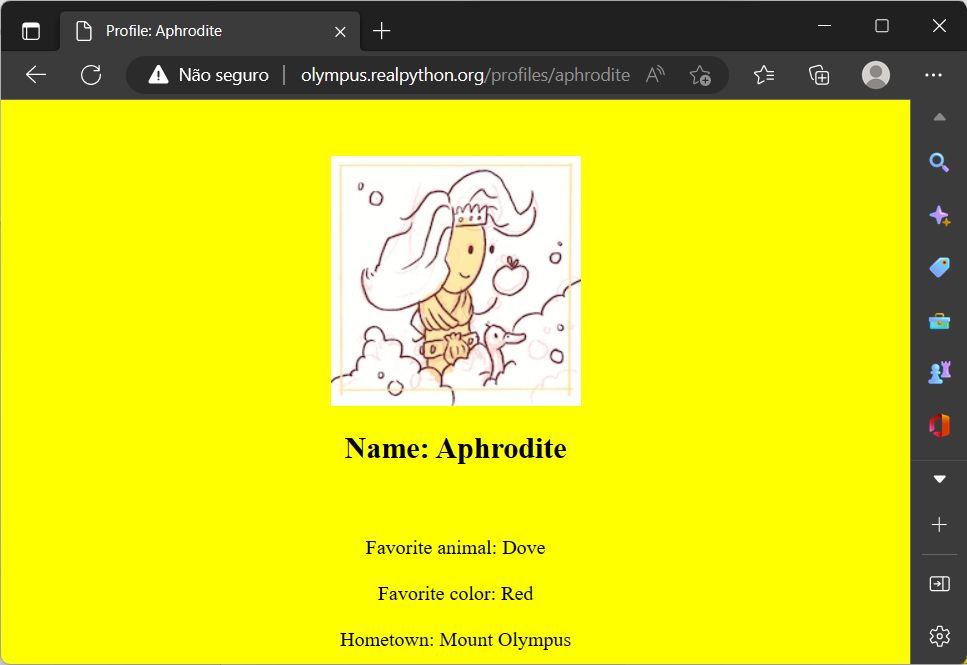 Profile: Aphrodite
Não seguro
olympus.realpython.org/profiles/aphrodite
Name: Aphrodite
Favorite animal: Dove
Favorite color: Red
Hometown: Mount Olympus